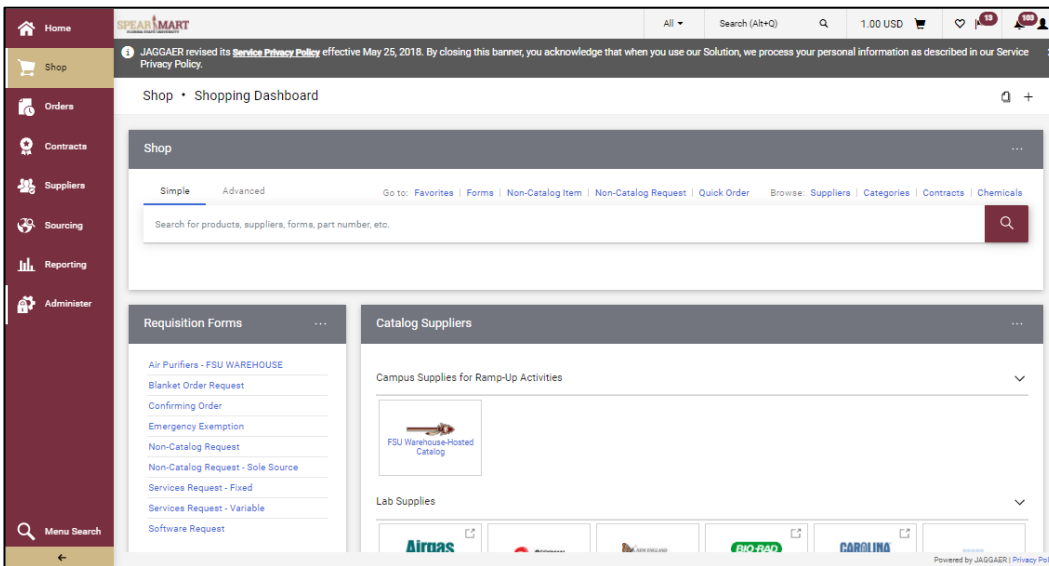 Home
SPEARMART
FLORIDA STATE UNIVERSITY
All
Search (Alt+Q)
1.00 USD
13
103
JAGGAER revised its Service Privacy Policy effective May 25, 2018. By closing this banner, you acknowledge that when you use our Solution, we process your personal information as described in our Service
Privacy Policy.
Shop
Shop • Shopping Dashboard
Orders
Contracts
Suppliers
Sourcing
Reporting
Administer
Menu Search
Shop
...
Simple Advanced
Go to: Favorites | Forms | Non-Catalog Item | Non-Catalog Request | Quick Order Browse: Suppliers | Categories | Contracts | Chemicals
Search for products, suppliers, forms, part number, etc.
Requisition Forms
...
Air Purifiers - FSU WAREHOUSE
Blanket Order Request
Confirming Order
Emergency Exemption
Non-Catalog Request
Non-Catalog Request - Sole Source
Services Request - Fixed
Services Request - Variable
Software Request
Catalog Suppliers
...
Campus Supplies for Ramp-Up Activities
FSU Warehouse-Hosted
Catalog
Lab Supplies
Airgas
NEW ENGLAND
BIO-RAD
CAROLINA
Powered by JAGGAER | Privacy Pol